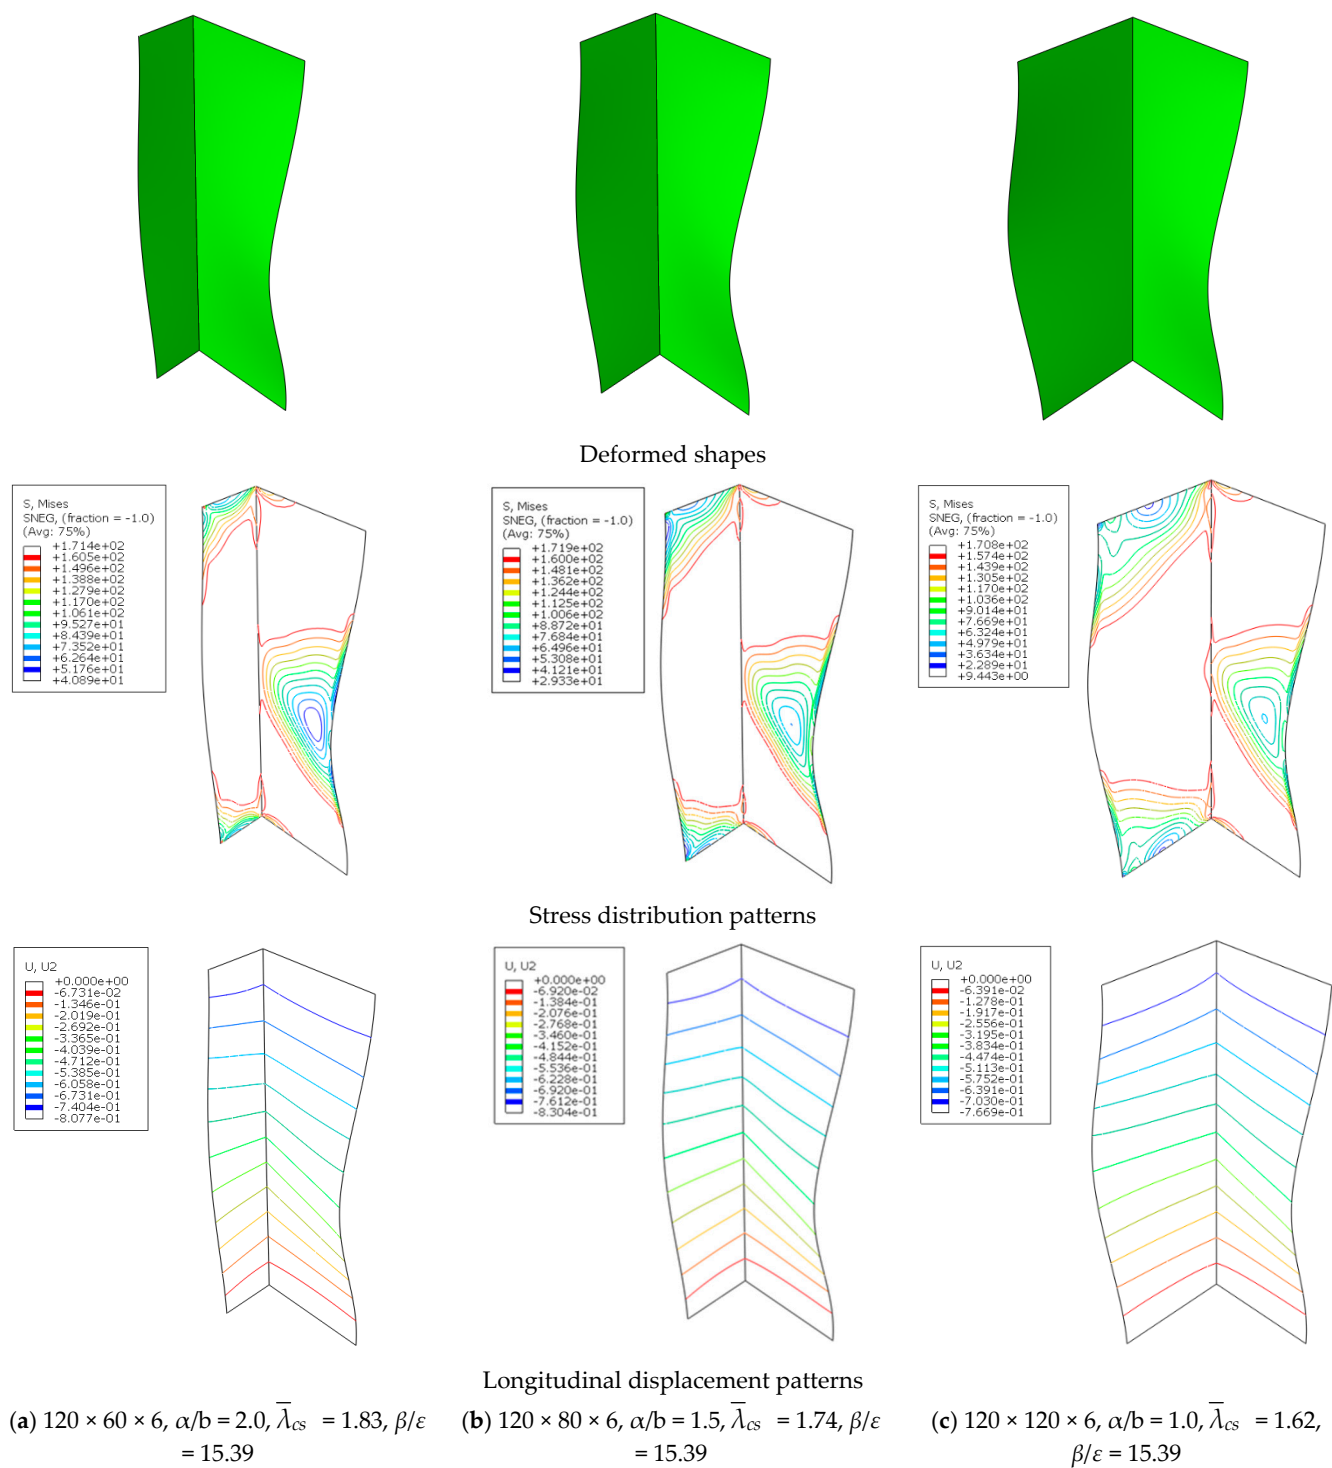 Deformed shapes
S, Mises
SNEG, (fraction = -1.0)
(Avg: 75%)
+1.714e+02
+1.605e+02
+1.496e+02
+1.388e+02
+1.279e+02
+1.170e+02
+1.061e+02
+9.527e+01
+8.439e+01
+7.352e+01
+6.264e+01
+5.176e+01
+4.089e+01
S, Mises
SNEG, (fraction = -1.0)
(Avg: 75%)
+1.719e+02
+1.600e+02
+1.481e+02
+1.362e+02
+1.244e+02
+1.125e+02
+1.006e+02
+8.872e+01
+7.684e+01
+6.496e+01
+5.308e+01
+4.121e+01
+2.933e+01
S, Mises
SNEG, (fraction = -1.0)
(Avg: 75%)
+1.708e+02
+1.574e+02
+1.439e+02
+1.305e+02
+1.170e+02
+1.036e+02
+9.014e+01
+7.669e+01
+6.324e+01
+4.979e+01
+3.634e+01
+2.289e+01
+9.443e+00
Stress distribution patterns
U, U2
+0.000e+00
-6.731e-02
-1.346e-01
-2.019e-01
-2.692e-01
-3.365e-01
-4.039e-01
-4.712e-01
-5.385e-01
-6.058e-01
-6.731e-01
-7.404e-01
-8.077e-01
U, U2
+0.000e+00
-6.920e-02
-1.384e-01
-2.076e-01
-2.768e-01
-3.460e-01
-4.152e-01
-4.844e-01
-5.536e-01
-6.228e-01
-6.920e-01
-7.612e-01
-8.304e-01
U, U2
+0.000e+00
-6.391e-02
-1.278e-01
-1.917e-01
-2.556e-01
-3.195e-01
-3.834e-01
-4.474e-01
-5.113e-01
-5.752e-01
-6.391e-01
-7.030e-01
-7.669e-01
Longitudinal displacement patterns
(a) 120 × 60 × 6, α/b = 2.0, λ̅cs = 1.83, β/ε
= 15.39
(b) 120 × 80 × 6, α/b = 1.5, λ̅cs = 1.74, β/ε
= 15.39
(c) 120 × 120 × 6, α/b = 1.0, λ̅cs = 1.62,
β/ε = 15.39